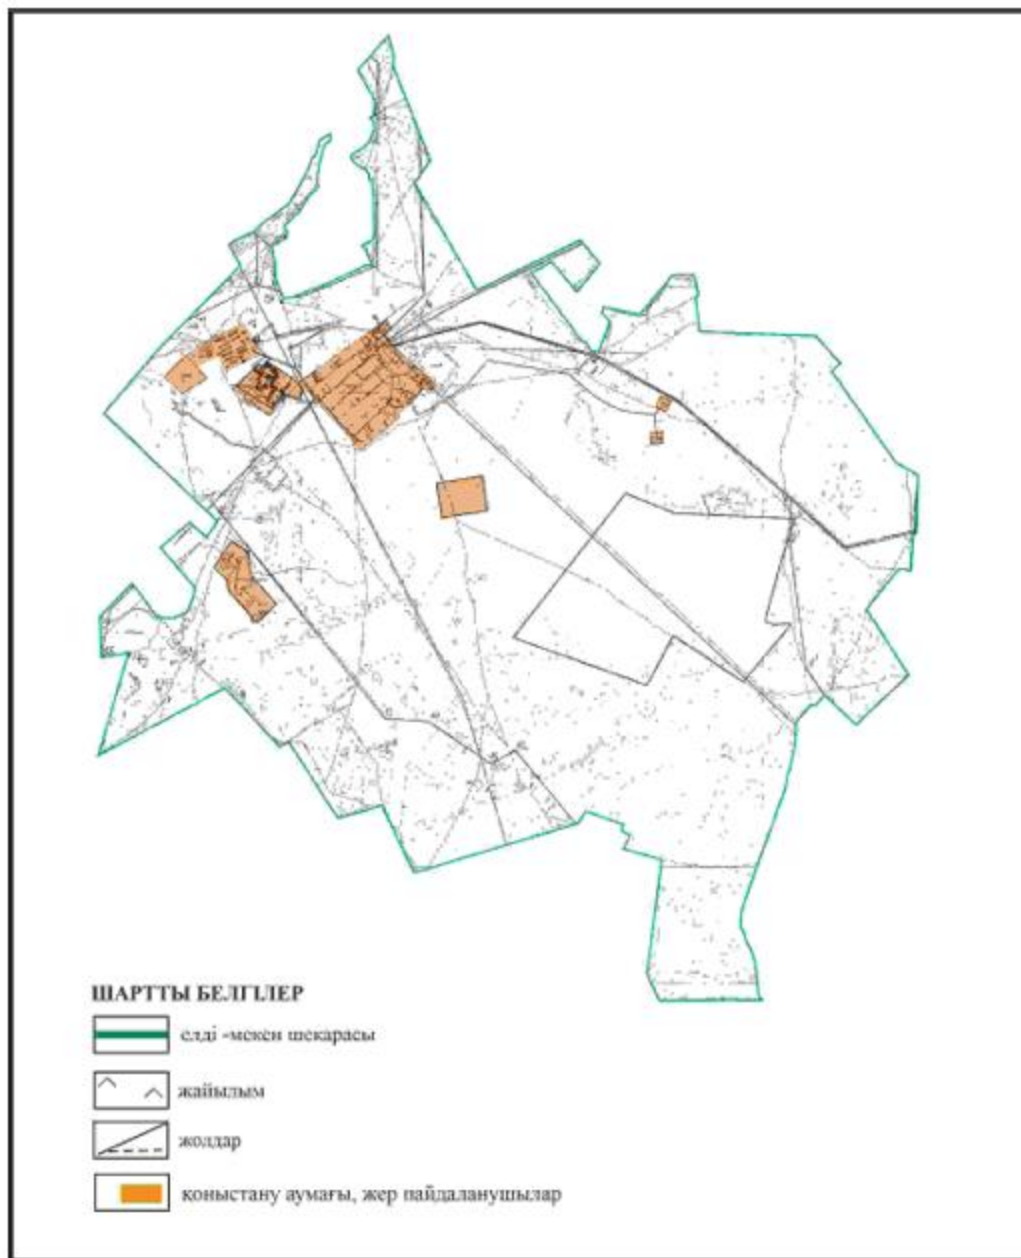 ШАРТТЫ БЕЛГІЛЕР
елді -мекен шекарасы
жайылым
жолдар
қоныстану аумағы, жер пайдаланушылар